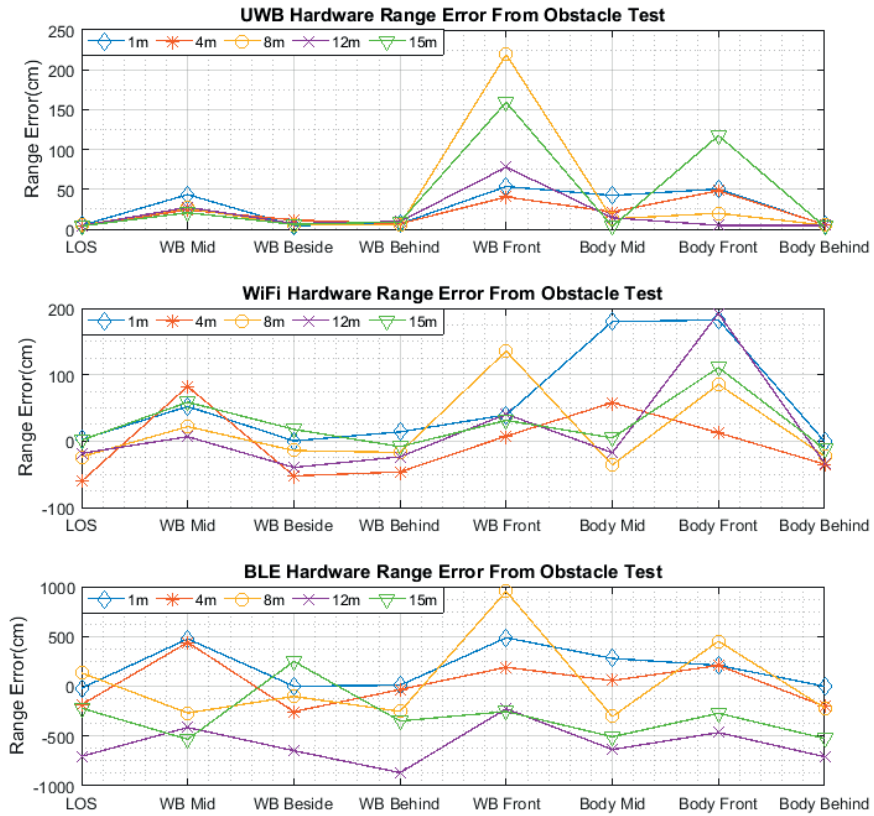 UWB Hardware Range Error From Obstacle Test
250
200
150
100
50
0
Range Error(cm)
1m 4m 8m 12m 15m
LOS WB Mid WB Beside WB Behind WB Front Body Mid Body Front Body Behind
WiFi Hardware Range Error From Obstacle Test
200
100
0
-100
Range Error(cm)
1m 4m 8m 12m 15m
LOS WB Mid WB Beside WB Behind WB Front Body Mid Body Front Body Behind
BLE Hardware Range Error From Obstacle Test
1000
500
0
-500
-1000
Range Error(cm)
1m 4m 8m 12m 15m
LOS WB Mid WB Beside WB Behind WB Front Body Mid Body Front Body Behind